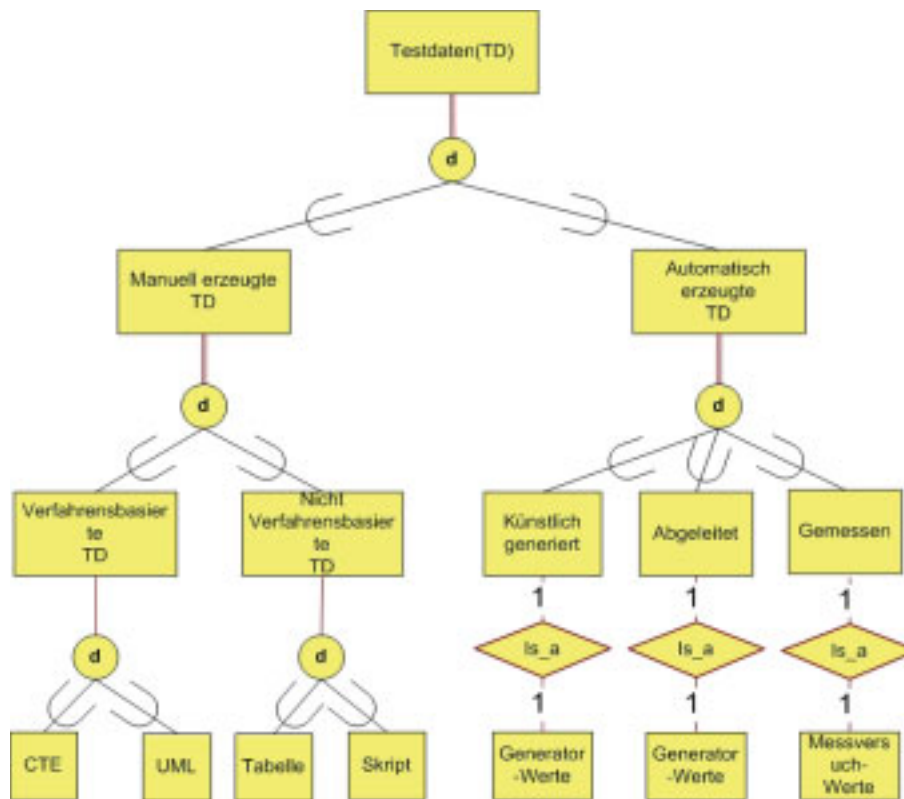 Testdaten(TD)
d
Manuell erzeugte
TD
Automatisch
erzeugte
TD
d
d
Verfahrensbasier
te
TD
Nicht
Verfahrensbasier
te
TD
Künstlich
generiert
Abgeleitet
Gemessen
1
1
1
d
d
Is_a
Is_a
Is_a
1
1
1
CTE
UML
Tabelle
Skript
Generator
-Werte
Generator
-Werte
Messvers
uch-
Werte